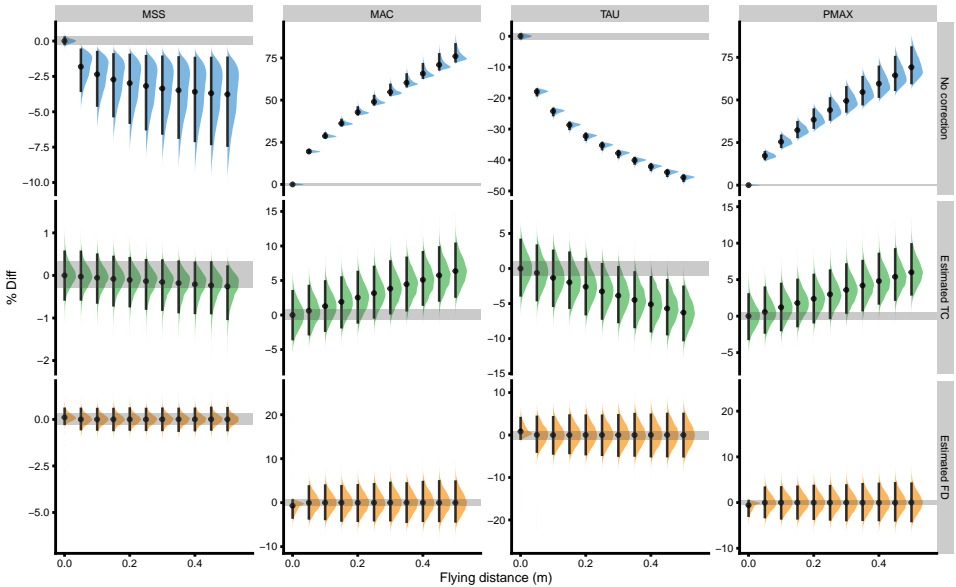 MSS MAC TAU PMAX
0.0 −2.5 −5.0 −7.5 −10.0
75 50 25 0
0 −10 −20 −30 −40 −50
75 50 25 0
No correction
% Diff
1 0 −1 −2
15 10 5 0 −5
10 5 0 −5 −10 −15
15 10 5 0 −5
Estimated TC
0.0 −2.5 −5.0
20 10 0 −10
10 0 −10 −20
20 10 0 −10
Estimated FD
0.0 0.2 0.4 0.0 0.2 0.4 0.0 0.2 0.4 0.0 0.2 0.4
Flying distance (m)